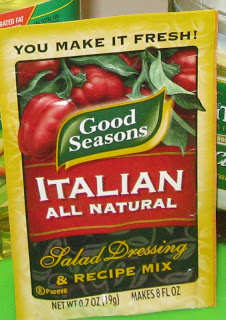 RATED FAT
YOU MAKE IT FRESH!
Good
Seasons
ITALIAN
ALL NATURAL
Salad Dressing
& RECIPE MIX
K Pareve
NET WT 0.7 OZ (19g) MAKES 8 FL OZ